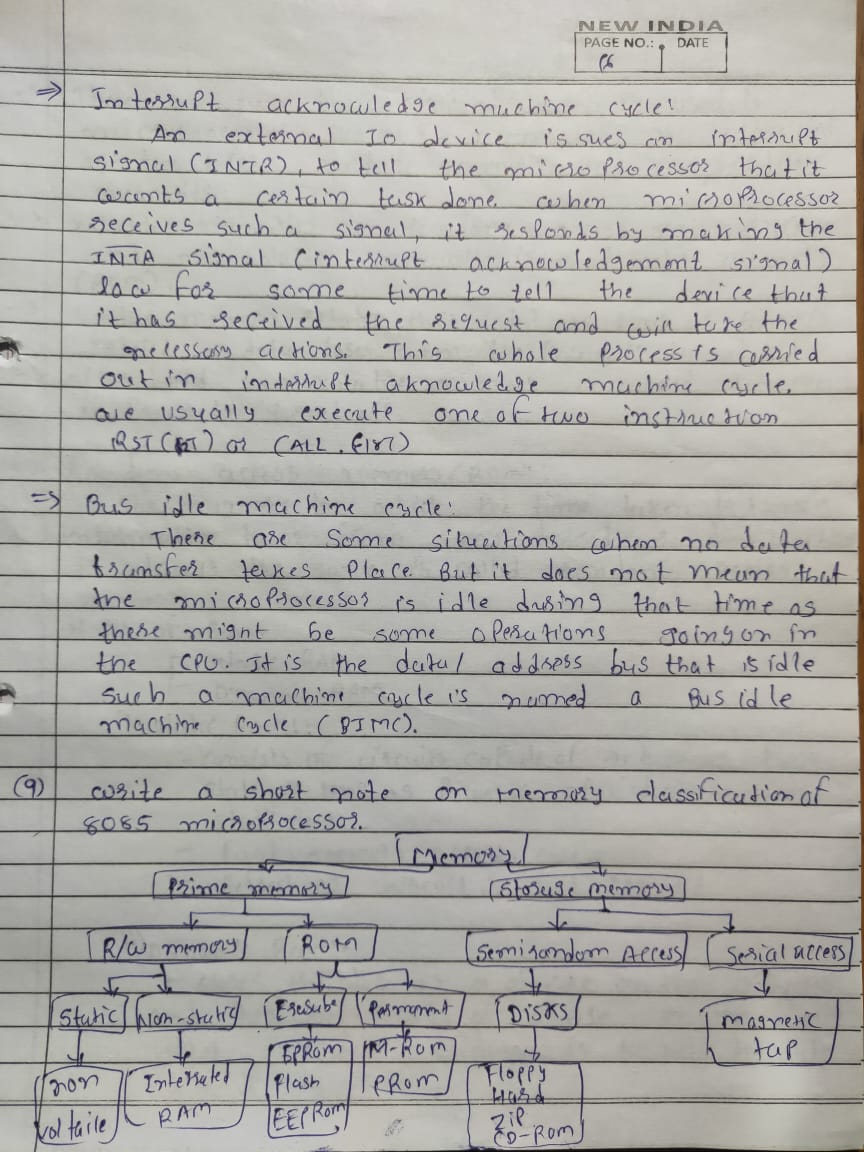 NEW INDIA
PAGE NO.: DATE
⇒ Interrupt acknowledge machine cycle:
An external IO device issues an interrupt
signal (INTR), to tell the microprocessor that it
wants a certain task done. when microprocessor
receives such a signal, it responds by making the
INTA signal (interrupt acknowledgement signal)
low for some time to tell the device that
it has received the request and will take the
necessary actions. This whole process is carried
out in interrupt aknowledge machine cycle.
are usually execute one of two instruction
RST or (CALL,
⇒ Bus idle machine cycle:
There are some situations when no data
transfer takes place. But it does not mean that
the microprocessor is idle during that time as
there might be some operations going on in
the CPU. It is the data/address bus that is idle
such a machine cycle is named a Bus idle
machine cycle (BIMC).
(9) write a short note on memory classification of
8085 microprocessor.
Memory
Prime memory Storage memory
R/W memory ROM Semirandom Access Serial access
Static Non-static Erasube Permanent Disks magnetic
tap
non Integrated EPROM M-Rom Floppy
voltaile RAM Flash PRom Hard
EEPRom Zip
CD-Rom